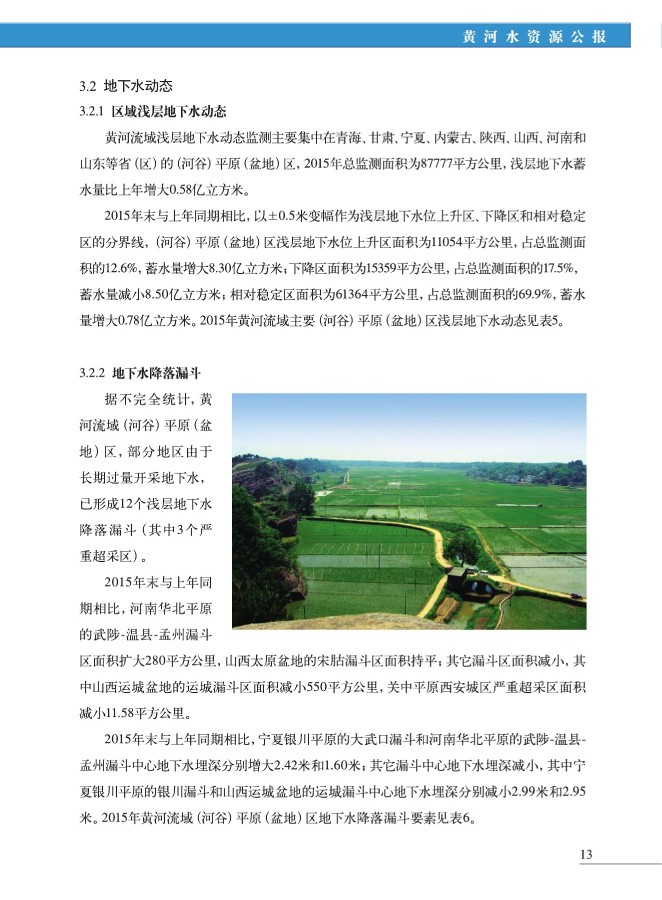 黄河水资源公报
3.2 地下水动态
3.2.1 区域浅层地下水动态
黄河流域浅层地下水动态监测主要集中在青海、甘肃、宁夏、内蒙古、陕西、山西、河南和
山东等省（区）的（河谷）平原（盆地）区，2015年总监测面积为87777平方公里，浅层地下水蓄
水量比上年增大0.58亿立方米。
2015年末与上年同期相比，以±0.5米变幅作为浅层地下水位上升区、下降区和相对稳定
区的分界线，（河谷）平原（盆地）区浅层地下水位上升区面积为11054平方公里，占总监测面
积的12.6%，蓄水量增大8.30亿立方米；下降区面积为15359平方公里，占总监测面积的17.5%，
蓄水量减小8.50亿立方米；相对稳定区面积为61364平方公里，占总监测面积的69.9%，蓄水
量增大0.78亿立方米。2015年黄河流域主要（河谷）平原（盆地）区浅层地下水动态见表5。
3.2.2 地下水降落漏斗
据不完全统计，黄
河流域（河谷）平原（盆
地）区，部分地区由于
长期过量开采地下水，
已形成12个浅层地下水
降落漏斗（其中3个严
重超采区）。
2015年末与上年同
期相比，河南华北平原
的武陟-温县-孟州漏斗
区面积扩大280平方公里，山西太原盆地的宋股漏斗区面积持平；其它漏斗区面积减小，其
中山西运城盆地的运城漏斗区面积减小550平方公里，关中平原西安城区严重超采区面积
减小11.58平方公里。
2015年末与上年同期相比，宁夏银川平原的大武口漏斗和河南华北平原的武陟-温县-
孟州漏斗中心地下水埋深分别增大2.42米和1.60米；其它漏斗中心地下水埋深减小，其中宁
夏银川平原的银川漏斗和山西运城盆地的运城漏斗中心地下水埋深分别减小2.99米和2.95
米。2015年黄河流域（河谷）平原（盆地）区地下水降落漏斗要素见表6。
13